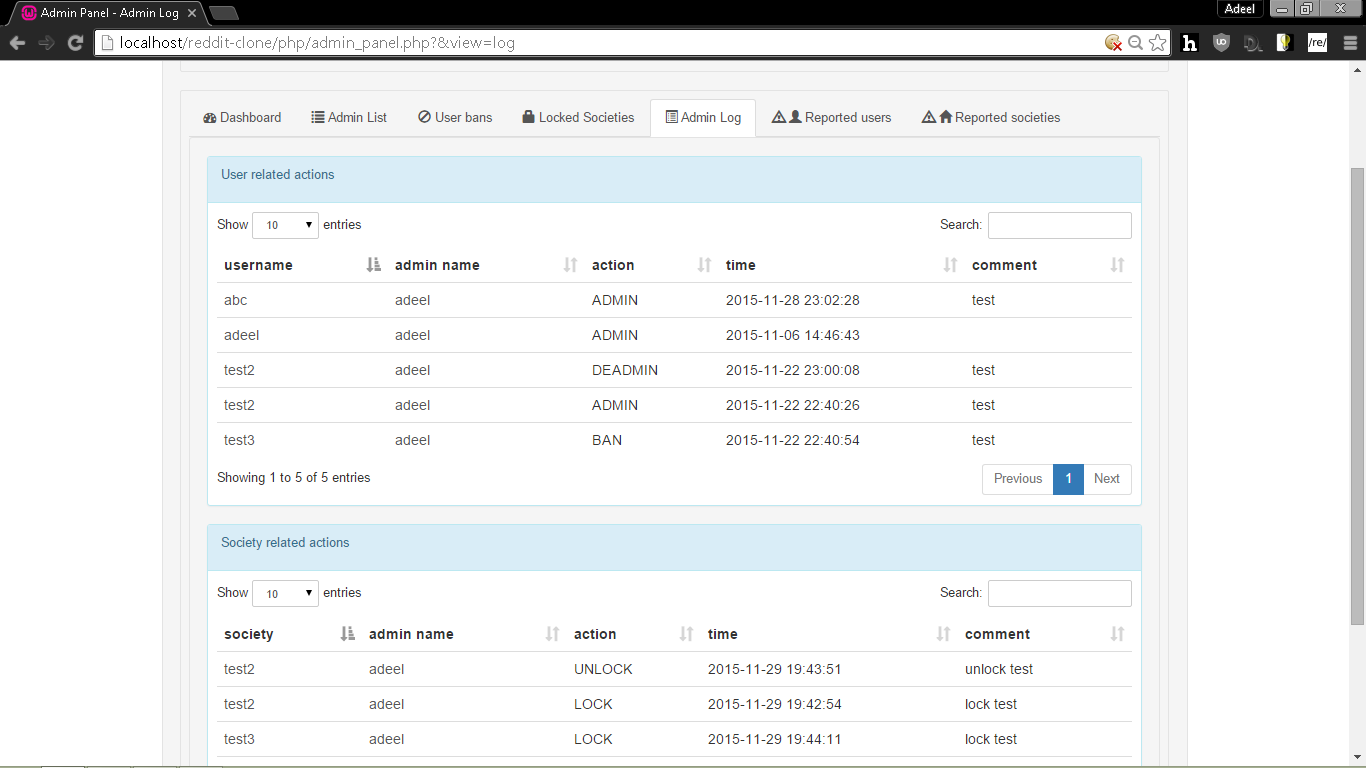 Admin Panel - Admin Log
Adeel
localhost/reddit-clone/php/admin_panel.php?&view=log
h
/re/
Dashboard Admin List User bans Locked Societies Admin Log Reported users Reported societies
User related actions
Show 10 entries Search:
username admin name action time comment
abc adeel ADMIN 2015-11-28 23:02:28 test
adeel adeel ADMIN 2015-11-06 14:46:43
test2 adeel DEADMIN 2015-11-22 23:00:08 test
test2 adeel ADMIN 2015-11-22 22:40:26 test
test3 adeel BAN 2015-11-22 22:40:54 test
Showing 1 to 5 of 5 entries Previous 1 Next
Society related actions
Show 10 entries Search:
society admin name action time comment
test2 adeel UNLOCK 2015-11-29 19:43:51 unlock test
test2 adeel LOCK 2015-11-29 19:42:54 lock test
test3 adeel LOCK 2015-11-29 19:44:11 lock test